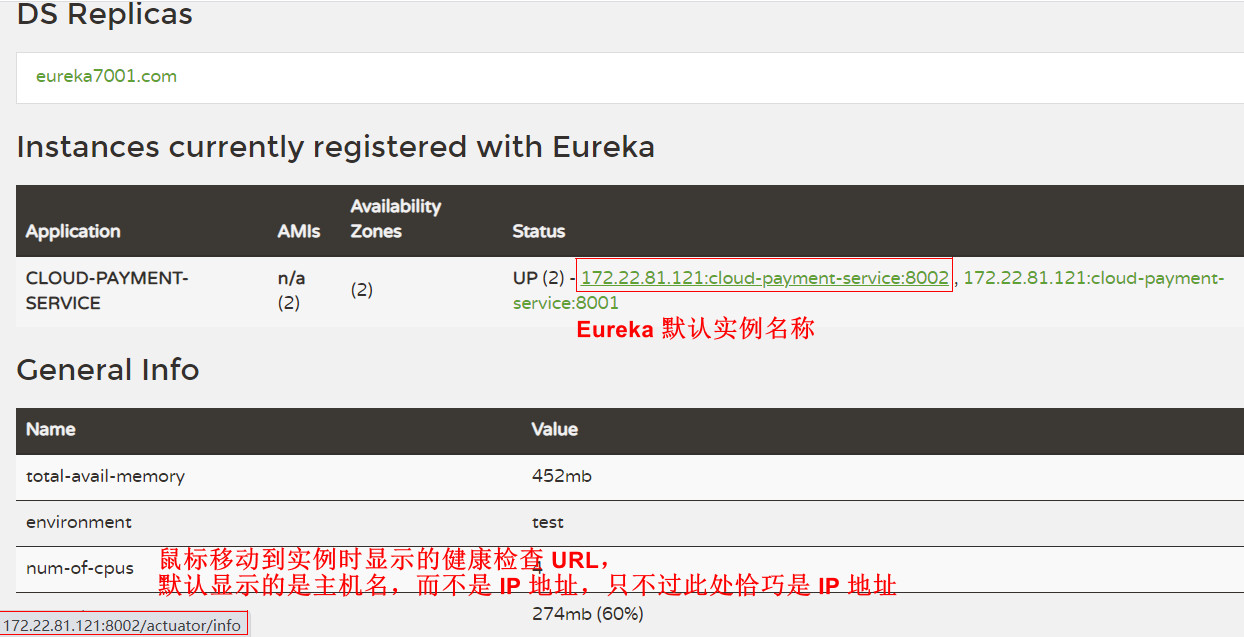 DS Replicas
eureka7001.com
Instances currently registered with Eureka
Application AMIs Availability Zones Status
CLOUD-PAYMENT-SERVICE n/a (2) (2) UP (2) - 172.22.81.121:cloud-payment-service:8002 , 172.22.81.121:cloud-payment-
service:8001
Eureka 默认实例名称
General Info
Name Value
total-avail-memory 452mb
environment test
鼠标移动到实例时显示的健康检查 URL，
num-of-cpus 4
默认显示的是主机名，而不是 IP 地址，只不过此处恰巧是 IP 地址
274mb (60%)
172.22.81.121:8002/actuator/info